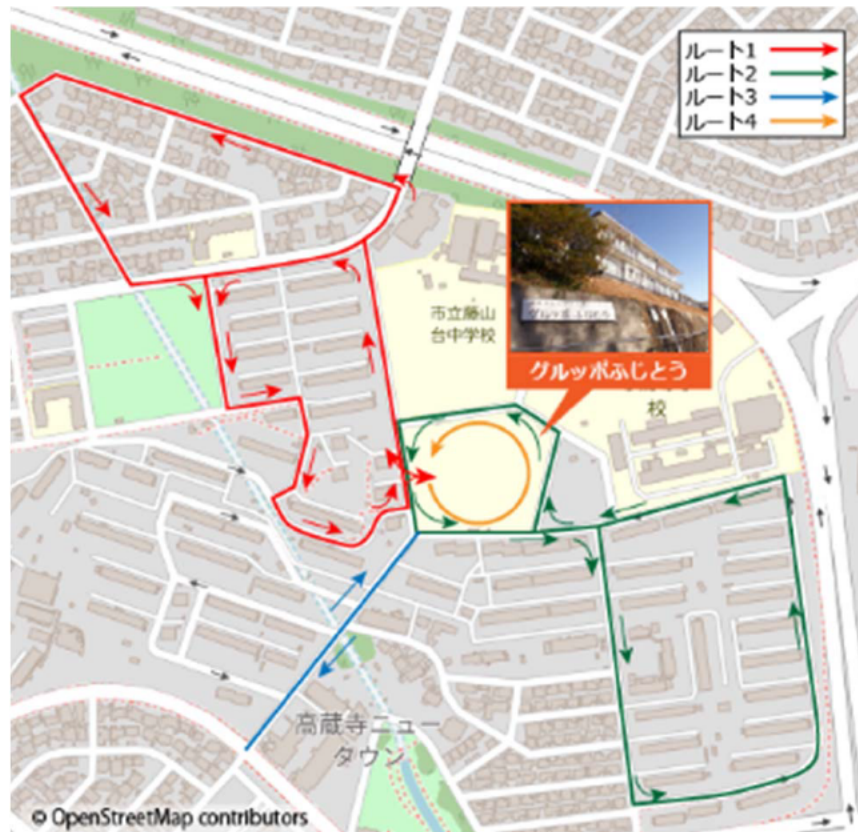 ルート1
ルート2
ルート3
ルート4
市立藤山
台中学校
グルッポふじとう
校
高蔵寺ニュー
タウン
© OpenStreetMap contributors